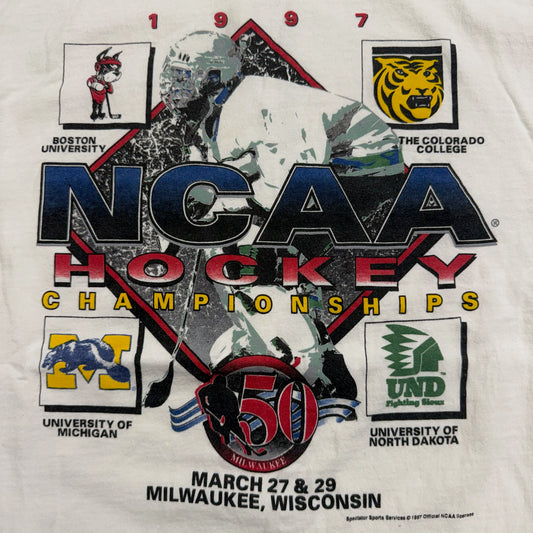 1997
BOSTON
UNIVERSITY
THE COLORADO
COLLEGE
NCAA®
HOCKEY
CHAMPIONSHIPS
M
UND
Fighting Sioux
50
MILWAUKEE
UNIVERSITY OF
MICHIGAN
UNIVERSITY OF
NORTH DAKOTA
MARCH 27 & 29
MILWAUKEE, WISCONSIN
Spectator Sports Services © 1997 Official NCAA licensee